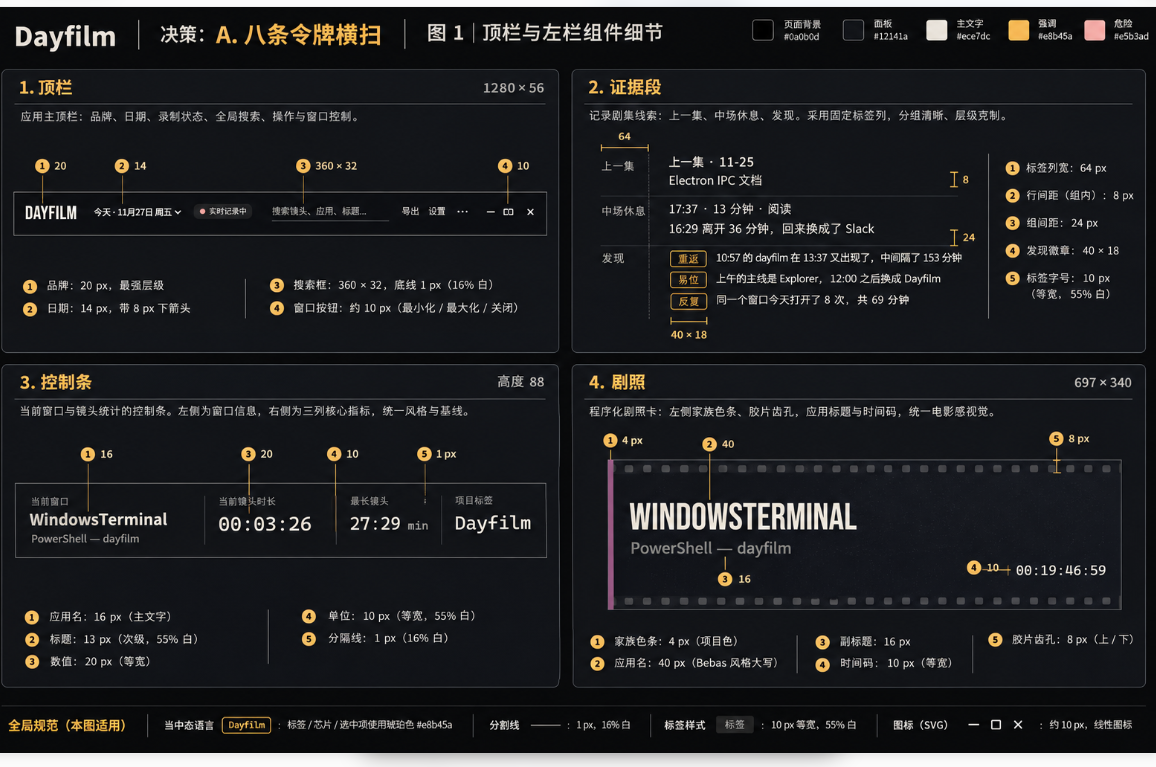 Dayfilm
决策：A. 八条令牌横扫
图 1 | 顶栏与左栏组件细节
页面背景
#0a0b0d
面板
#12141a
主文字
#ece7dc
强调
#e8b45a
危险
#e5b3ad
1. 顶栏
1280 × 56
应用主顶栏：品牌、日期、录制状态、全局搜索、操作与窗口控制。
1 20
2 14
3 360 × 32
4 10
DAYFILM
今天 · 11月27日 周五
实时记录中
搜索镜头、应用、标题...
导出 设置 ···
1 品牌：20 px，最强层级
2 日期：14 px，带 8 px 下箭头
3 搜索框：360 × 32，底线 1 px（16% 白）
4 窗口按钮：约 10 px（最小化 / 最大化 / 关闭）
2. 证据段
记录剧集线索：上一集、中场休息、发现。采用固定标签列，分组清晰、层级克制。
64
上一集
上一集 · 11-25
Electron IPC 文档
8
中场休息
17:37 · 13 分钟 · 阅读
16:29 离开 36 分钟，回来换成了 Slack
24
发现
重返 10:57 的 dayfilm 在 13:37 又出现了，中间隔了 153 分钟
易位 上午的主线是 Explorer，12:00 之后换成 Dayfilm
反复 同一个窗口今天打开了 8 次，共 69 分钟
40 × 18
1 标签列宽：64 px
2 行间距（组内）：8 px
3 组间距：24 px
4 发现徽章：40 × 18
5 标签字号：10 px
（等宽，55% 白）
3. 控制条
高度 88
当前窗口与镜头统计的控制条。左侧为窗口信息，右侧为三列核心指标，统一风格与基线。
1 16
3 20
4 10
5 1 px
当前窗口
WindowsTerminal
PowerShell — dayfilm
当前镜头时长
00:03:26
最长镜头
27:29 min
项目标签
Dayfilm
1 应用名：16 px（主文字）
2 标题：13 px（次级，55% 白）
3 数值：20 px（等宽）
4 单位：10 px（等宽，55% 白）
5 分隔线：1 px（16% 白）
4. 剧照
697 × 340
程序化剧照卡：左侧家族色条、胶片齿孔，应用标题与时间码，统一电影感视觉。
1 4 px
2 40
5 8 px
WINDOWSTERMINAL
PowerShell — dayfilm
3 16
4 10
00:19:46:59
1 家族色条：4 px（项目色）
2 应用名：40 px（Bebas 风格大写）
3 副标题：16 px
4 时间码：10 px（等宽）
5 胶片齿孔：8 px（上 / 下）
全局规范（本图适用）
当中态语言 Dayfilm ：标签 / 芯片 / 选中项使用琥珀色 #e8b45a
分割线 ：1 px，16% 白
标签样式 标签 ：10 px 等宽，55% 白
图标（SVG） ：约 10 px，线性图标